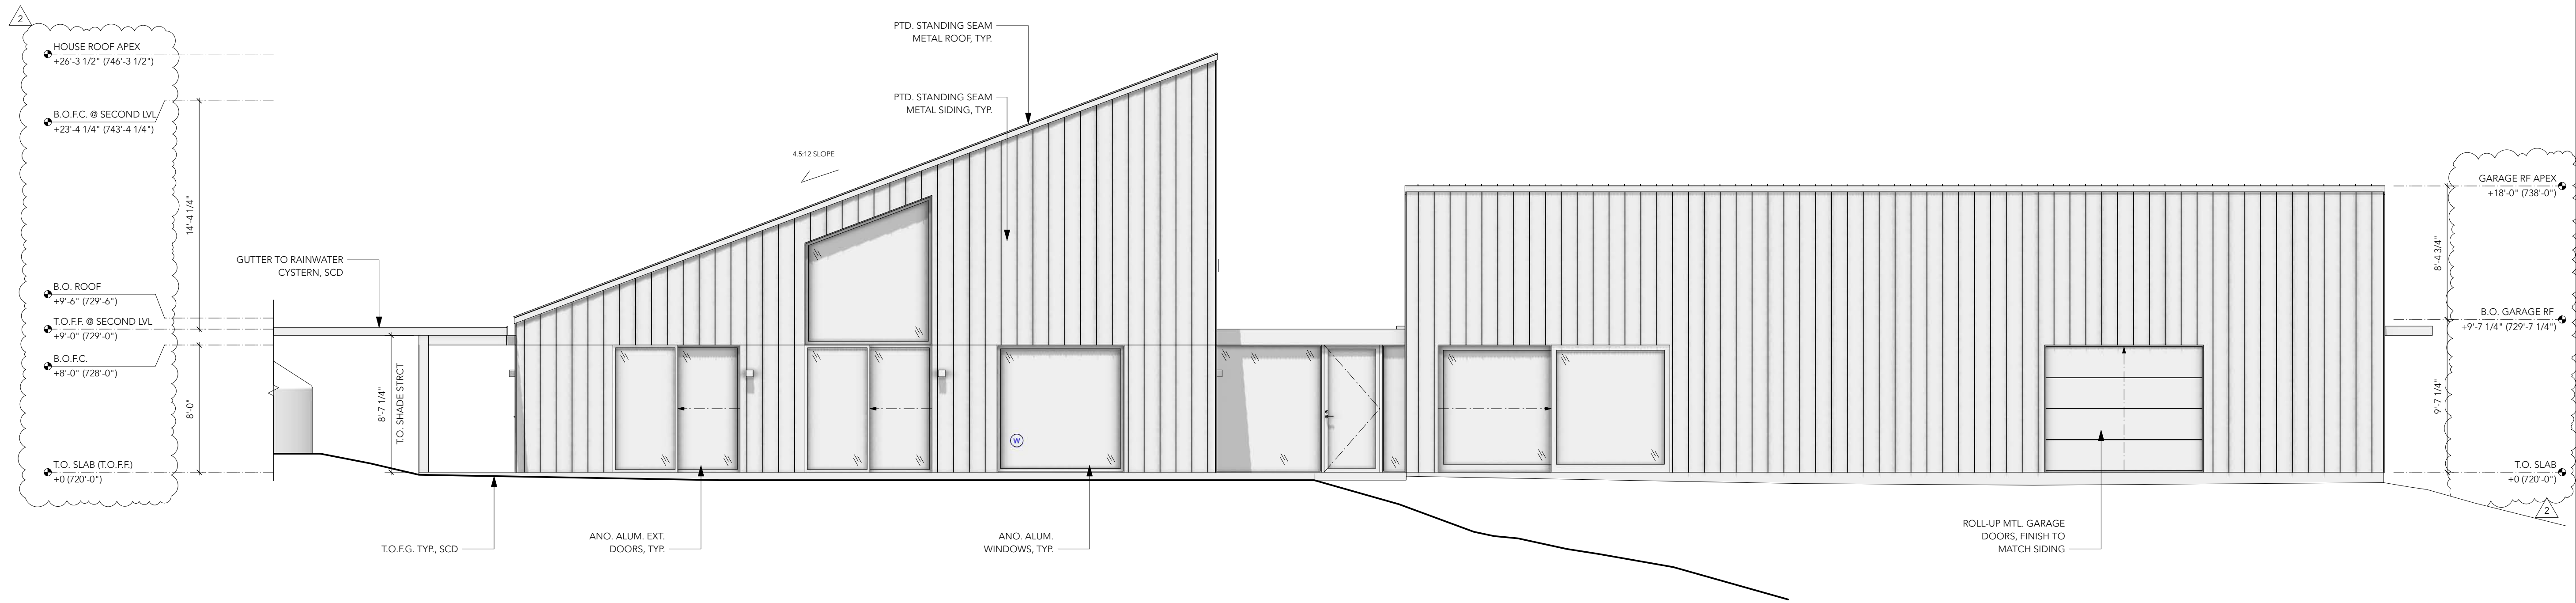 2
HOUSE ROOF APEX
+26'-3 1/2" (746'-3 1/2")
B.O.F.C. @ SECOND LVL
+23'-4 1/4" (743'-4 1/4")
14'-4 1/4"
B.O. ROOF
+9'-6" (729'-6")
T.O.F.F. @ SECOND LVL
+9'-0" (729'-0")
B.O.F.C.
+8'-0" (728'-0")
8'-0"
T.O. SLAB (T.O.F.F.)
+0 (720'-0")
GUTTER TO RAINWATER
CYSTERN, SCD
8'-7 1/4"
T.O. SHADE STRCT
PTD. STANDING SEAM
METAL ROOF, TYP.
PTD. STANDING SEAM
METAL SIDING, TYP.
4.5:12 SLOPE
W
T.O.F.G. TYP., SCD
ANO. ALUM. EXT.
DOORS, TYP.
ANO. ALUM.
WINDOWS, TYP.
ROLL-UP MTL. GARAGE
DOORS, FINISH TO
MATCH SIDING
GARAGE RF APEX
+18'-0" (738'-0")
8'-4 3/4"
B.O. GARAGE RF
+9'-7 1/4" (729'-7 1/4")
9'-7 1/4"
T.O. SLAB
+0 (720'-0")
2